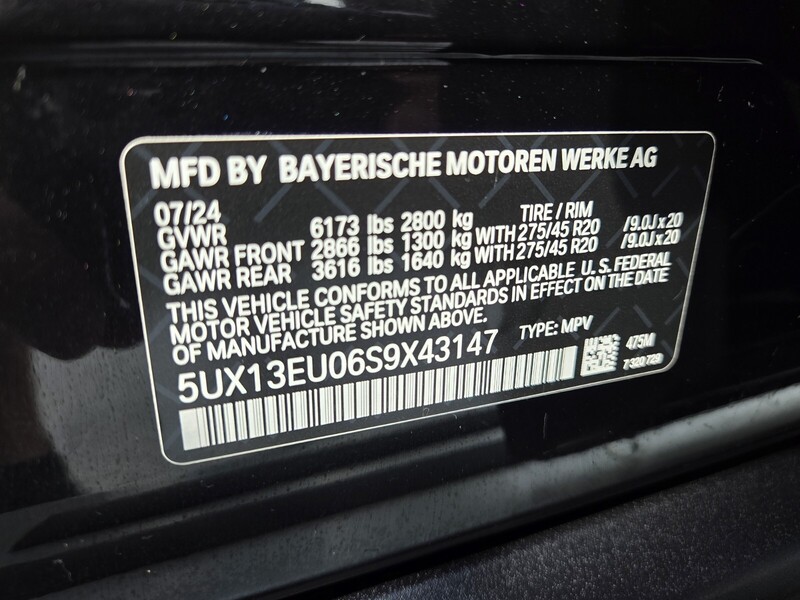 MFD BY BAYERISCHE MOTOREN WERKE AG
07/24 TIRE / RIM
GVWR 6173 lbs 2800 kg
GAWR FRONT 2866 lbs 1300 kg WITH 275/45 R20 /9.0J x 20
GAWR REAR 3616 lbs 1640 kg WITH 275/45 R20 /9.0J x 20
THIS VEHICLE CONFORMS TO ALL APPLICABLE U. S. FEDERAL
MOTOR VEHICLE SAFETY STANDARDS IN EFFECT ON THE DATE
OF MANUFACTURE SHOWN ABOVE.
5UX13EU06S9X43147 TYPE: MPV
475M
7 320 729